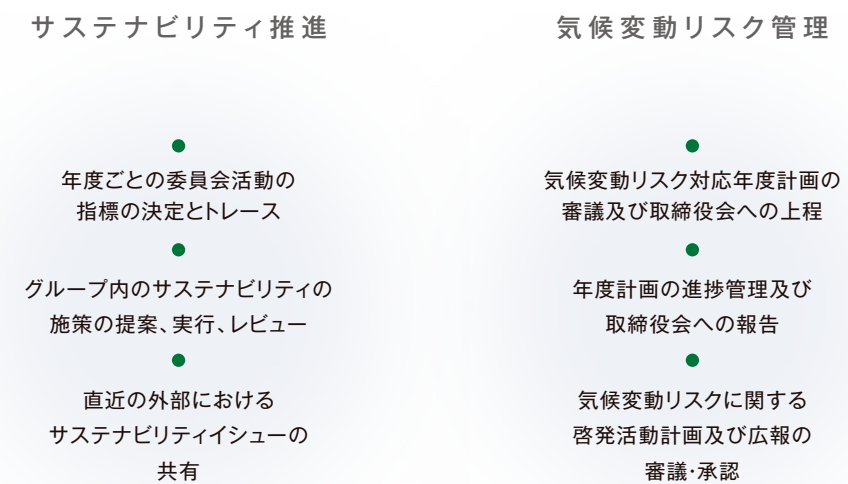 サステナビリティ推進
年度ごとの委員会活動の
指標の決定とトレース
グループ内のサステナビリティの
施策の提案、実行、レビュー
直近の外部における
サステナビリティイシューの
共有
気候変動リスク管理
気候変動リスク対応年度計画の
審議及び取締役会への上程
年度計画の進捗管理及び
取締役会への報告
気候変動リスクに関する
啓発活動計画及び広報の
審議・承認